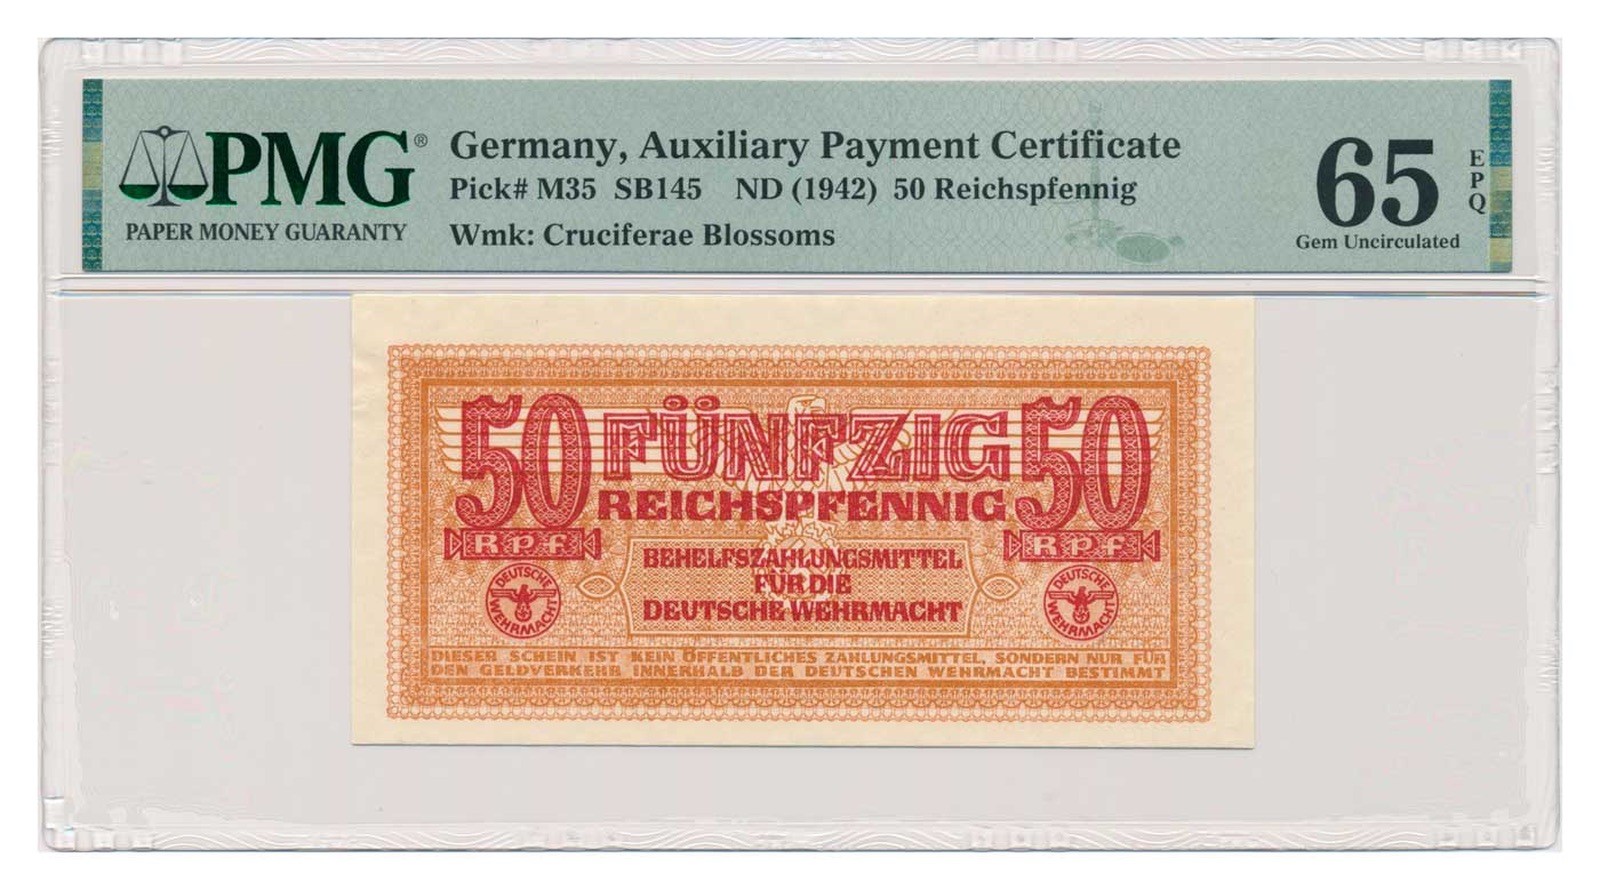 PMG®
PAPER MONEY GUARANTY
Germany, Auxiliary Payment Certificate
Pick# M35 SB145 ND (1942) 50 Reichspfennig
Wmk: Cruciferae Blossoms
65
EPQ
Gem Uncirculated
50 FÜNFZIG 50
REICHSPFENNIG
RPf RPf
BEHELFSZAHLUNGSMITTEL
FÜR DIE
DEUTSCHE WEHRMACHT
DEUTSCHE WEHRMACHT
DEUTSCHE WEHRMACHT
DIESER SCHEIN IST KEIN ÖFFENTLICHES ZAHLUNGSMITTEL, SONDERN NUR FÜR
DEN GELDVERKEHR INNERHALB DER DEUTSCHEN WEHRMACHT BESTIMMT